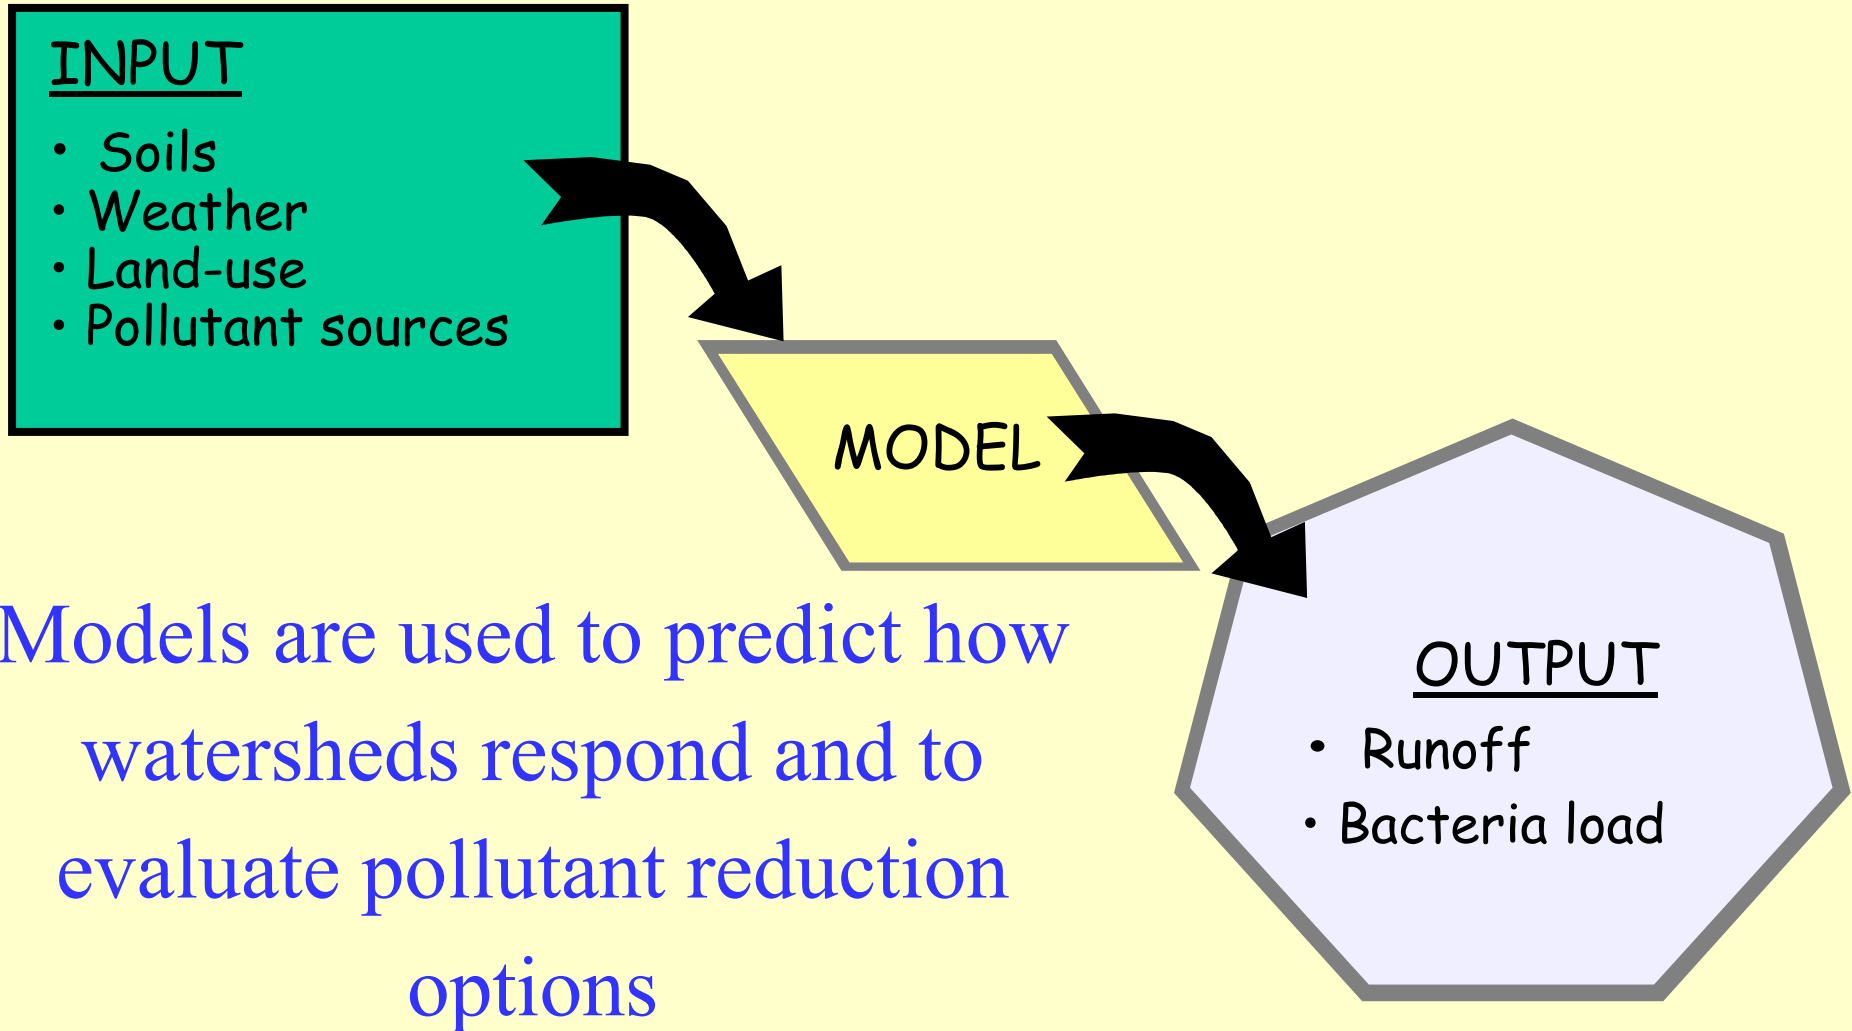 INPUT
• Soils
• Weather
• Land-use
• Pollutant sources
MODEL
OUTPUT
• Runoff
• Bacteria load
Models are used to predict how
watersheds respond and to
evaluate pollutant reduction
options